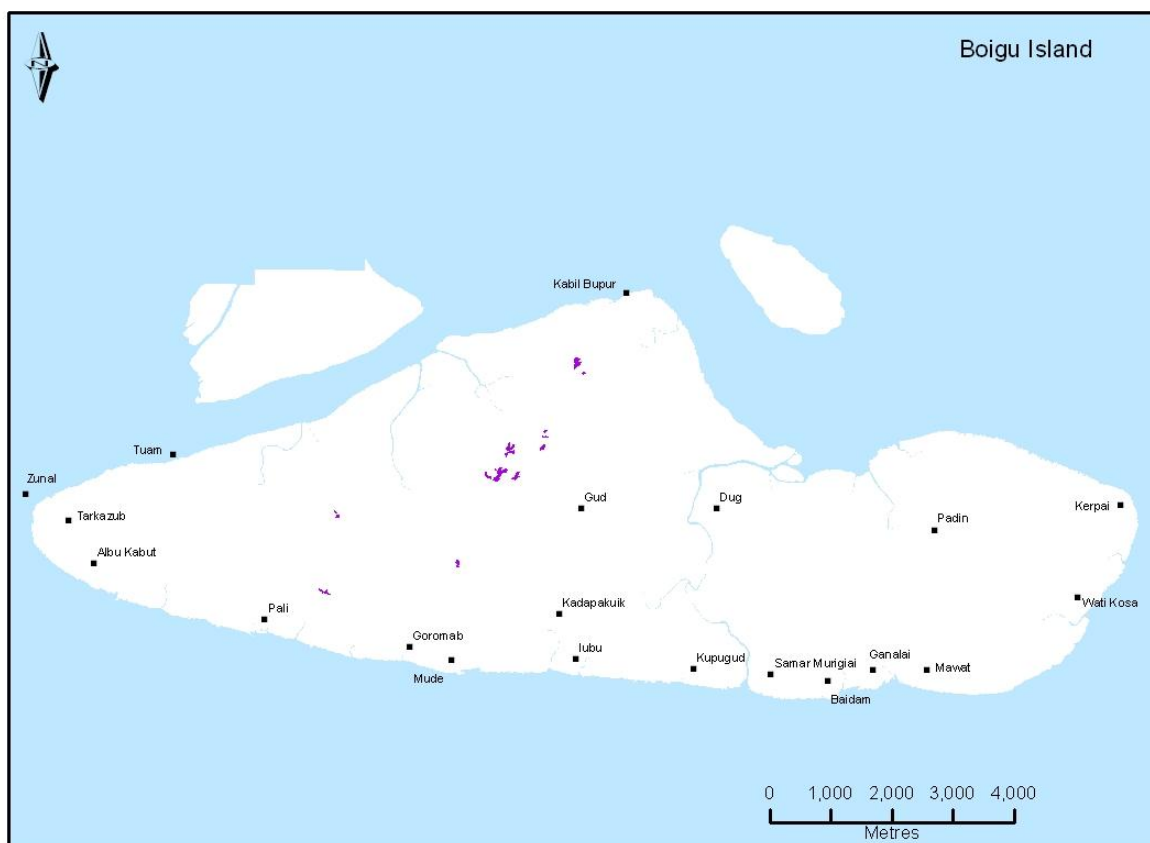 Boigu Island
N
Kabil Bupur
Tuam
Zunal
Tarkazub
Albu Kabut
Gud
Dug
Padin
Kerpai
Wati Kosa
Pali
Kadapakuik
Goromab
Mude
Iubu
Kupugud
Samar Murigiai
Ganalai
Mawat
Baidam
0 1,000 2,000 3,000 4,000
Metres